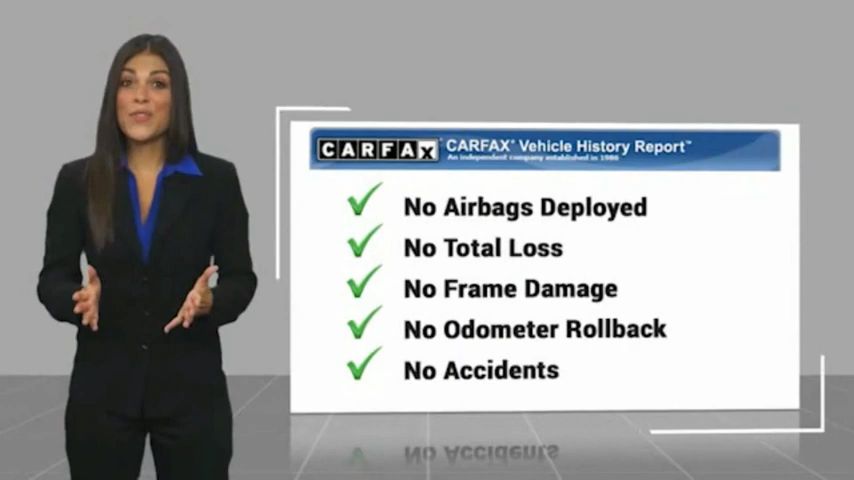 CARFAX CARFAX® Vehicle History Report™
An independent company established in 1986
No Airbags Deployed
No Total Loss
No Frame Damage
No Odometer Rollback
No Accidents
No Accidents